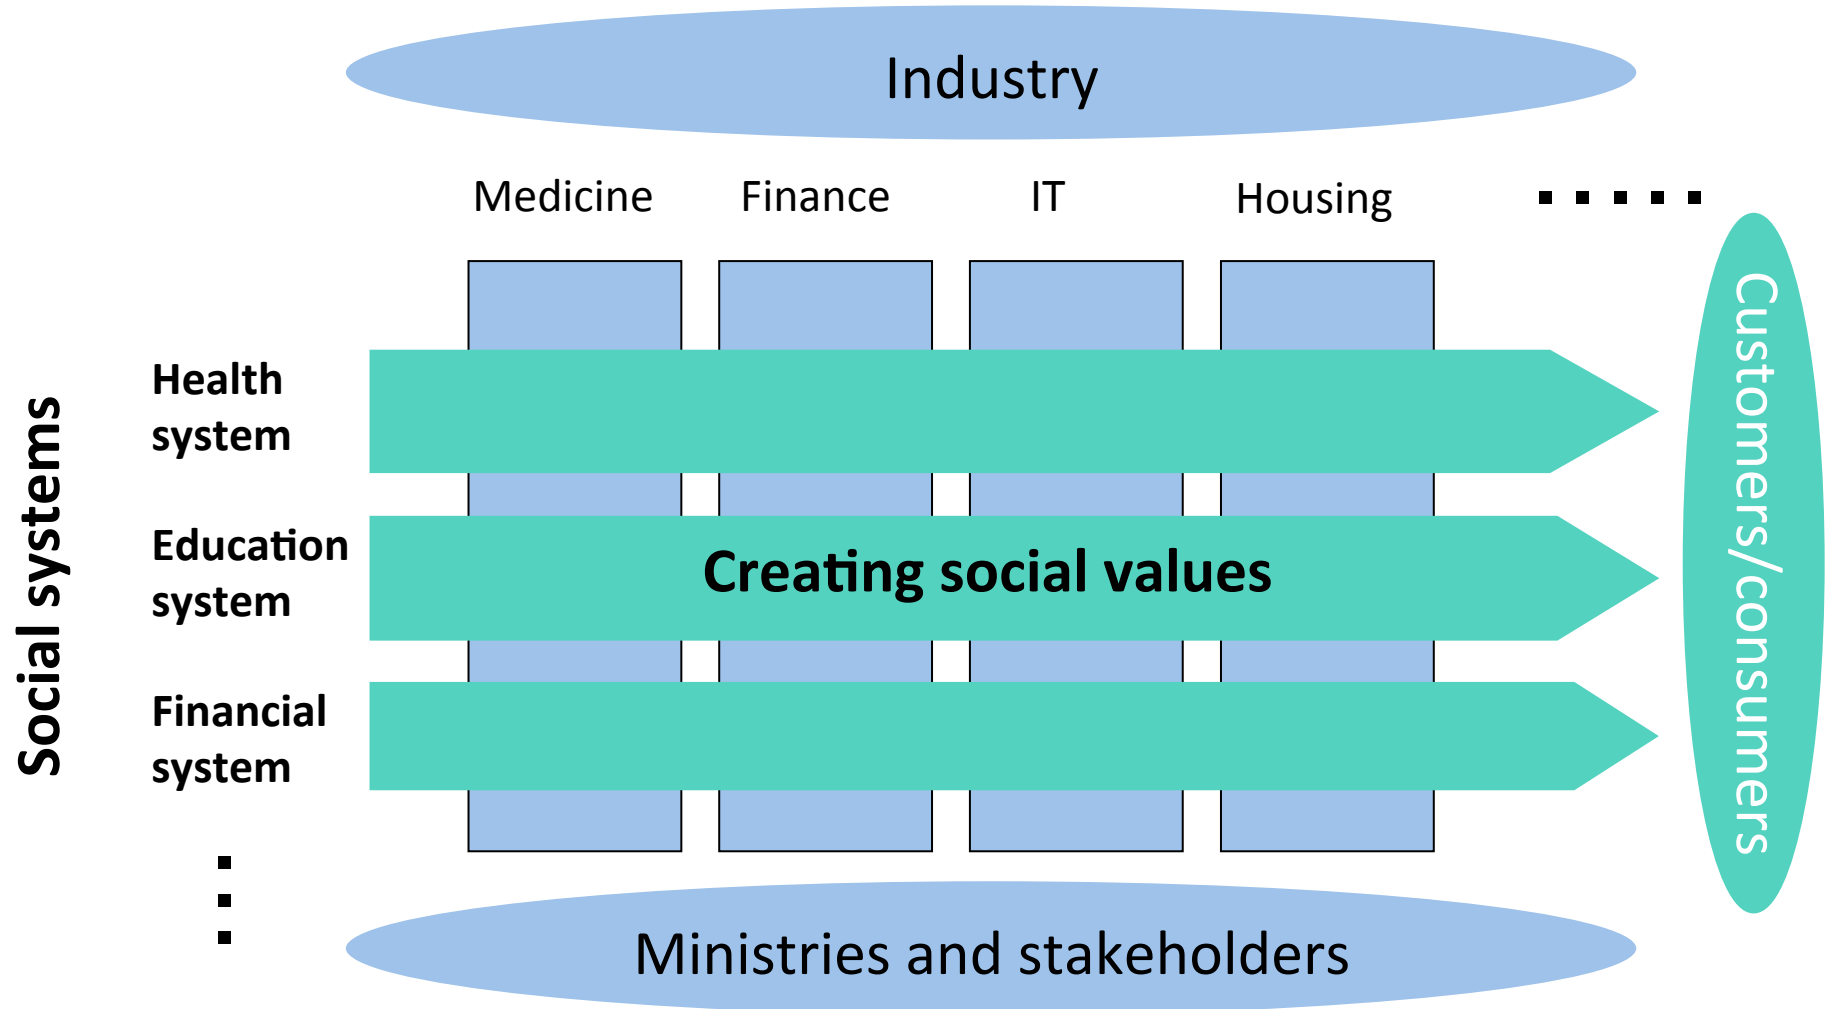 Industry
Medicine
Finance
IT
Housing
Social systems
Health
system
Education
system
Creating social values
Financial
system
Customers/consumers
Ministries and stakeholders